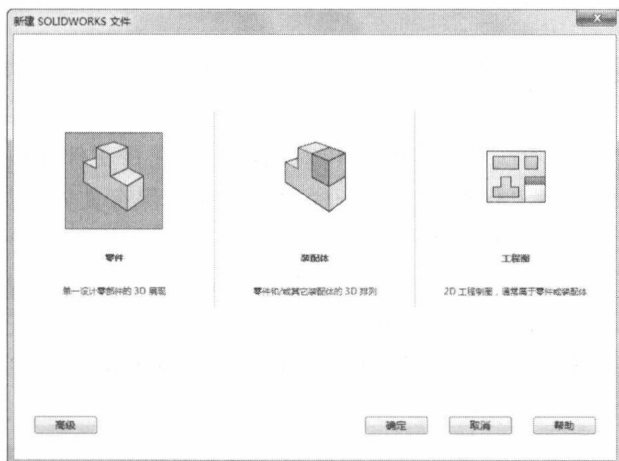 新建 SOLIDWORKS 文件
零件
装配体
工程图
单一设计零部件的 3D 展现
零件和/或其它装配体的 3D 排列
2D 工程制图，通常属于零件或装配体
高级
确定
取消
帮助